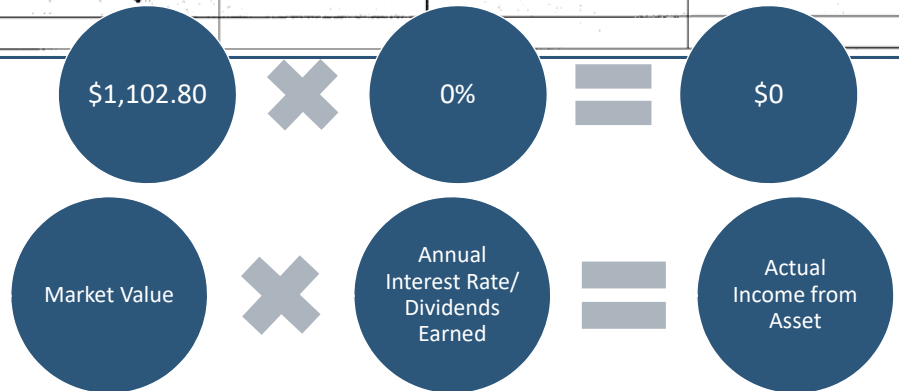 $1,102.80
0%
$0
Market Value
Annual
Interest Rate/
Dividends
Earned
Actual
Income from
Asset